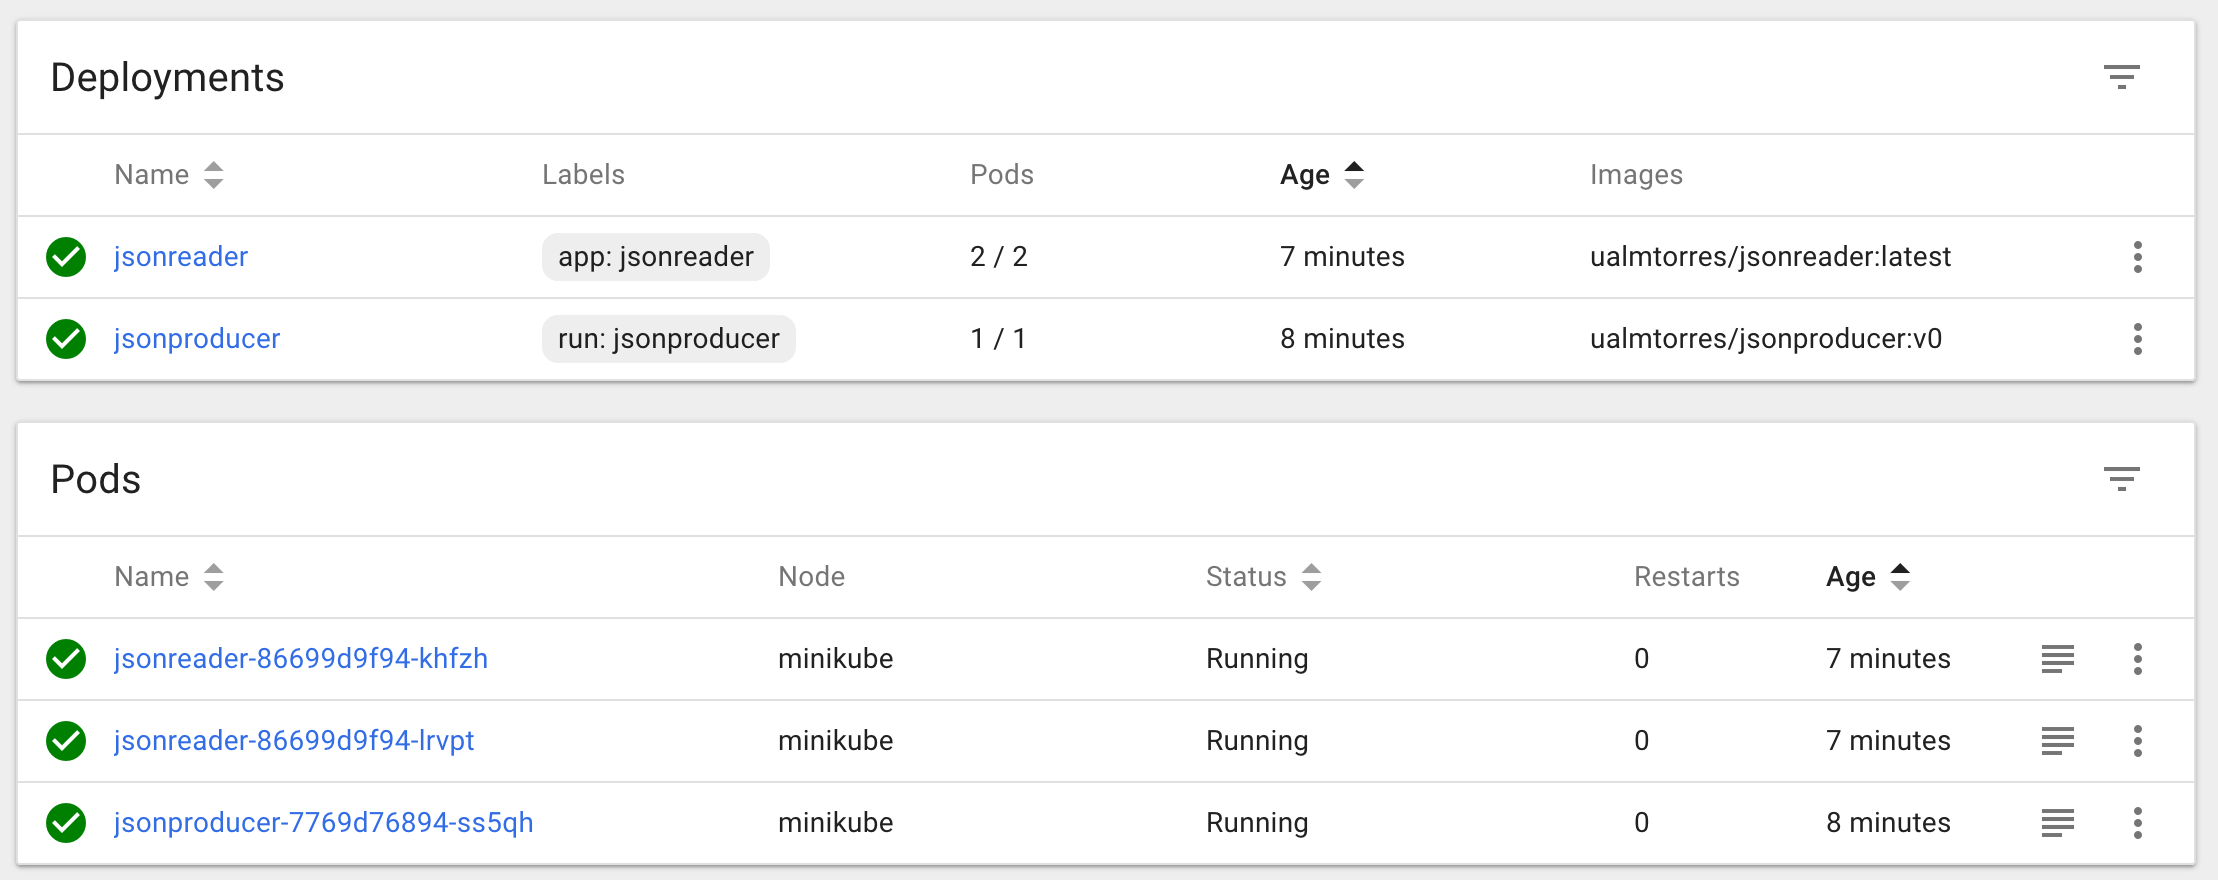 Deployments
Name Labels Pods Age Images
jsonreader app: jsonreader 2 / 2 7 minutes ualmtorres/jsonreader:latest
jsonproducer run: jsonproducer 1 / 1 8 minutes ualmtorres/jsonproducer:v0
Pods
Name Node Status Restarts Age
jsonreader-86699d9f94-khfzh minikube Running 0 7 minutes
jsonreader-86699d9f94-lrvpt minikube Running 0 7 minutes
jsonproducer-7769d76894-ss5qh minikube Running 0 8 minutes